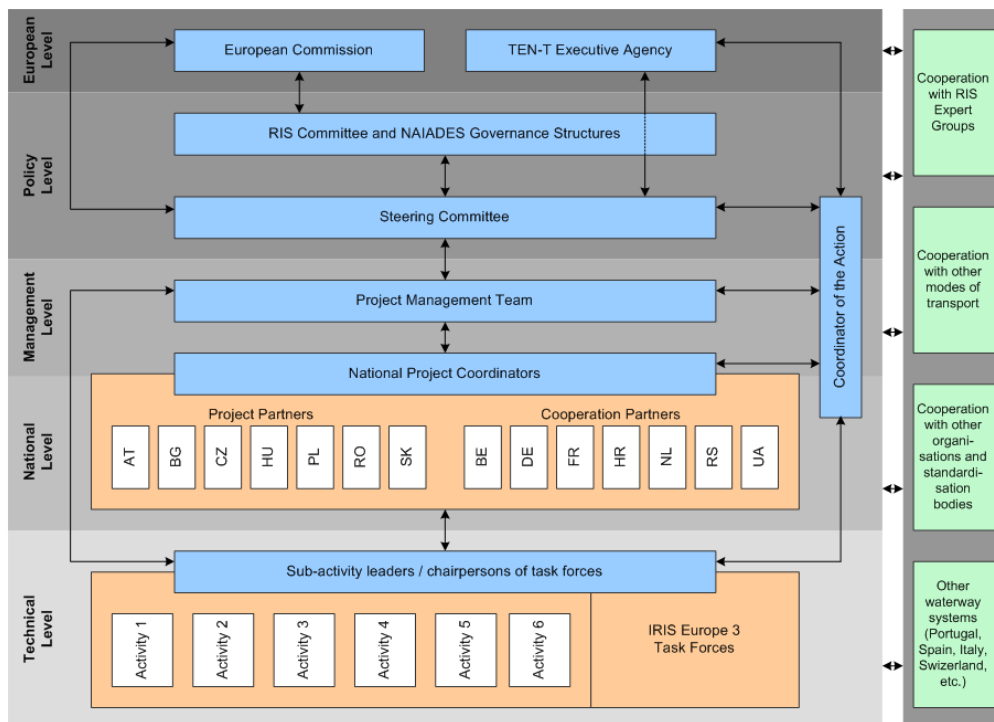 European
Level
European Commission
TEN-T Executive Agency
Policy
Level
RIS Committee and NAIADES Governance Structures
Steering Committee
Management
Level
Project Management Team
National Project Coordinators
Coordinator of the Action
National
Level
Project Partners
AT
BG
CZ
HU
PL
RO
SK
Cooperation Partners
BE
DE
FR
HR
NL
RS
UA
Technical
Level
Sub-activity leaders / chairpersons of task forces
Activity 1
Activity 2
Activity 3
Activity 4
Activity 5
Activity 6
IRIS Europe 3
Task Forces
Cooperation
with RIS
Expert
Groups
Cooperation
with other
modes of
transport
Cooperation
with other
organi-
sations and
standardi-
sation
bodies
Other
waterway
systems
(Portugal,
Spain, Italy,
Swizerland,
etc.)